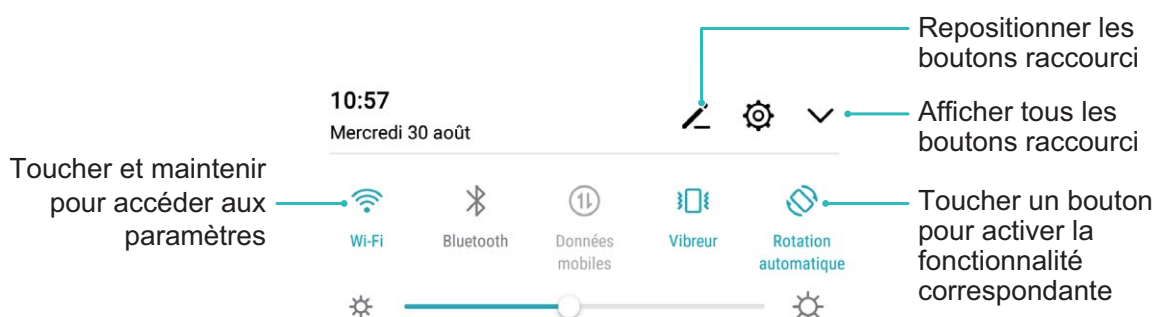 Repositionner les
boutons raccourci
10:57
Mercredi 30 août
Afficher tous les
boutons raccourci
Toucher et maintenir
pour accéder aux
paramètres
Wi-Fi
Bluetooth
Données
mobiles
Vibreur
Rotation
automatique
Toucher un bouton
pour activer la
fonctionnalité
correspondante